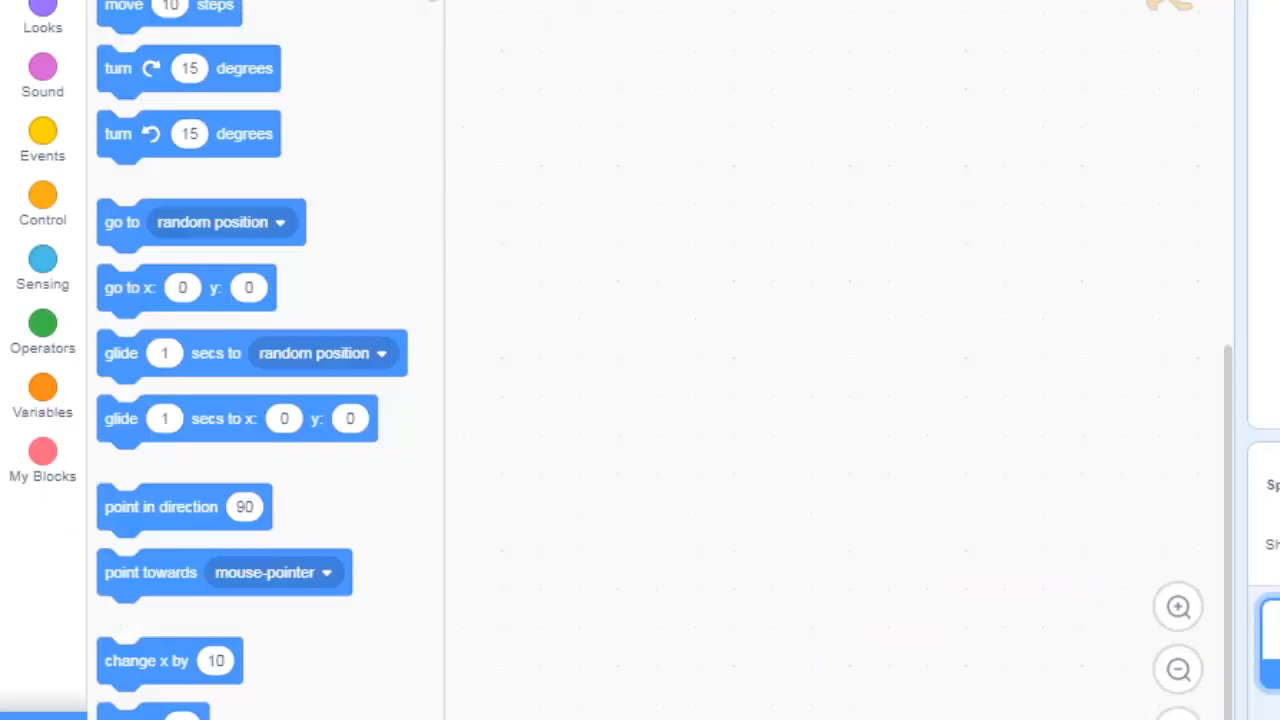 Looks
Sound
Events
Control
Sensing
Operators
Variables
My Blocks
move 10 steps
turn 15 degrees
turn 15 degrees
go to random position
go to x: 0 y: 0
glide 1 secs to random position
glide 1 secs to x: 0 y: 0
point in direction 90
point towards mouse-pointer
change x by 10